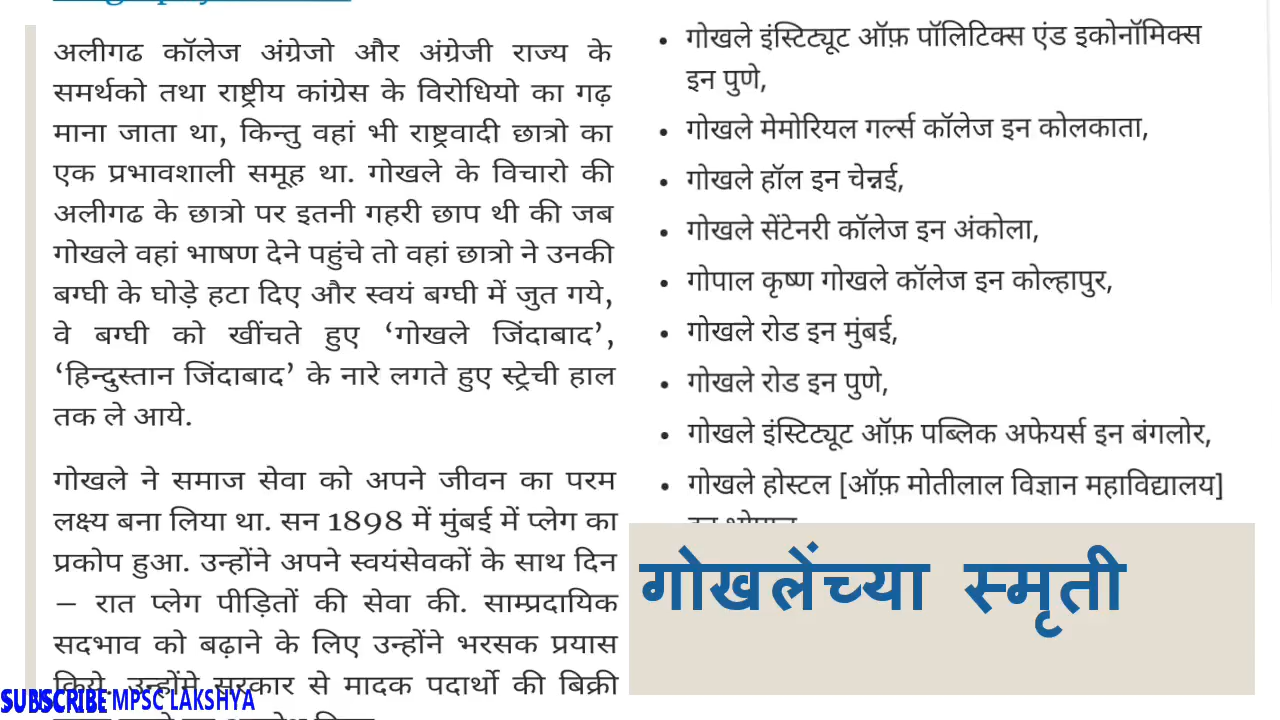 अलीगढ कॉलेज अंग्रेजो और अंग्रेजी राज्य के
समर्थको तथा राष्ट्रीय कांग्रेस के विरोधियो का गढ़
माना जाता था, किन्तु वहां भी राष्ट्रवादी छात्रो का
एक प्रभावशाली समूह था. गोखले के विचारो की
अलीगढ के छात्रो पर इतनी गहरी छाप थी की जब
गोखले वहां भाषण देने पहुंचे तो वहां छात्रो ने उनकी
बग्घी के घोड़े हटा दिए और स्वयं बग्घी में जुत गये,
वे बग्घी को खींचते हुए ‘गोखले जिंदाबाद’,
‘हिन्दुस्तान जिंदाबाद’ के नारे लगते हुए स्ट्रेची हाल
तक ले आये.
गोखले ने समाज सेवा को अपने जीवन का परम
लक्ष्य बना लिया था. सन 1898 में मुंबई में प्लेग का
प्रकोप हुआ. उन्होंने अपने स्वयंसेवकों के साथ दिन
– रात प्लेग पीड़ितों की सेवा की. साम्प्रदायिक
सदभाव को बढ़ाने के लिए उन्होंने भरसक प्रयास
किये. उन्होंमे सरकार से मादक पदार्थो की बिक्री
SUBSCRIBE MPSC LAKSHYA
• गोखले इंस्टिट्यूट ऑफ़ पॉलिटिक्स एंड इकोनॉमिक्स
इन पुणे,
• गोखले मेमोरियल गर्ल्स कॉलेज इन कोलकाता,
• गोखले हॉल इन चेन्नई,
• गोखले सेंटेनरी कॉलेज इन अंकोला,
• गोपाल कृष्ण गोखले कॉलेज इन कोल्हापुर,
• गोखले रोड इन मुंबई,
• गोखले रोड इन पुणे,
• गोखले इंस्टिट्यूट ऑफ़ पब्लिक अफेयर्स इन बंगलोर,
• गोखले होस्टल [ऑफ़ मोतीलाल विज्ञान महाविद्यालय]
गोखलेंच्या स्मृती